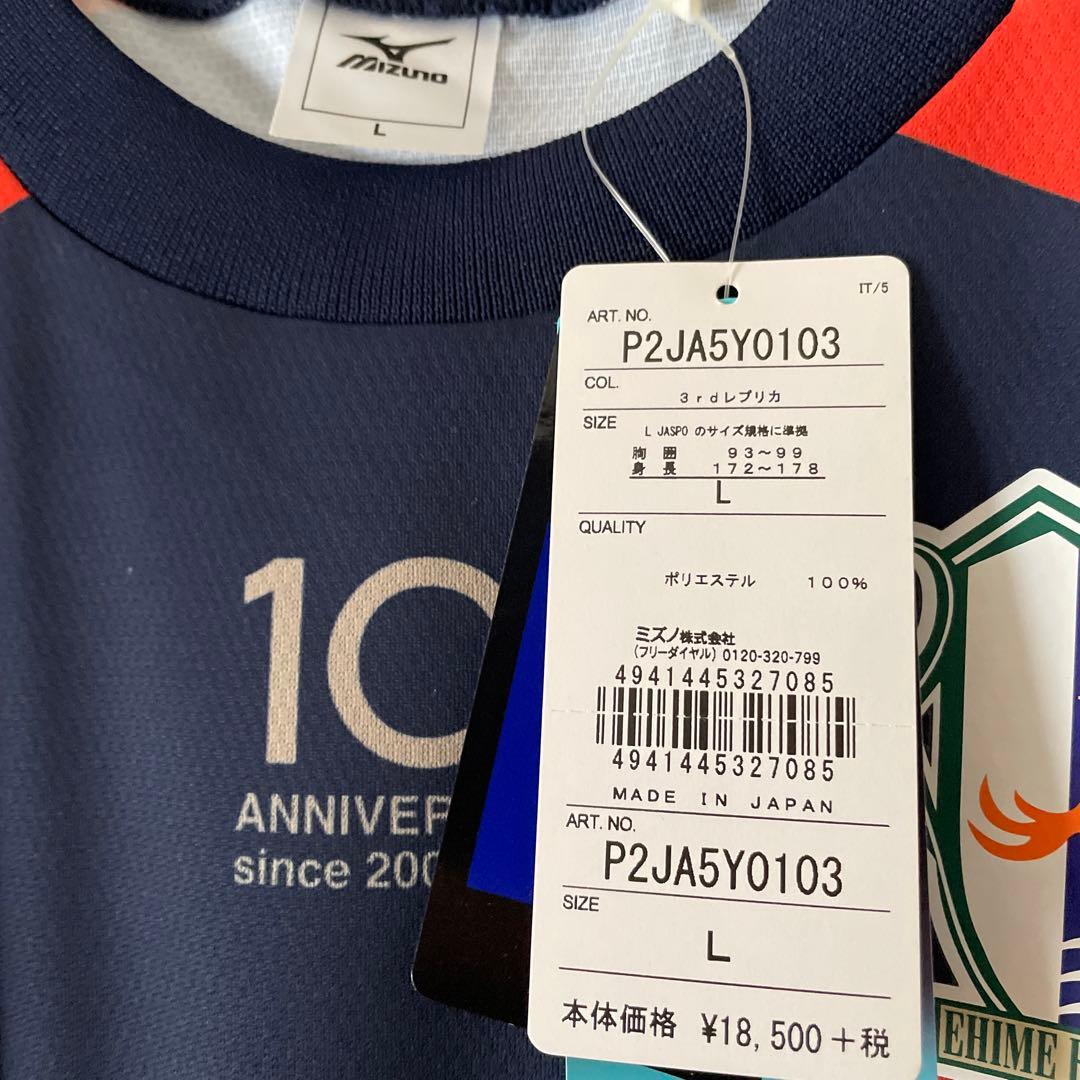 MIZUNO
L
IT/5
ART. NO.
P2JA5Y0103
COL.
3rdレプリカ
SIZE
L JASPO のサイズ規格に準拠
胸囲 93〜99
身長 172〜178
L
QUALITY
ポリエステル 100%
ミズノ株式会社
(フリーダイヤル) 0120-320-799
4941445327085
4941445327085
MADE IN JAPAN
ART. NO.
P2JA5Y0103
SIZE
L
本体価格 ¥18,500+税
10
ANNIVER
since 200
EHIME